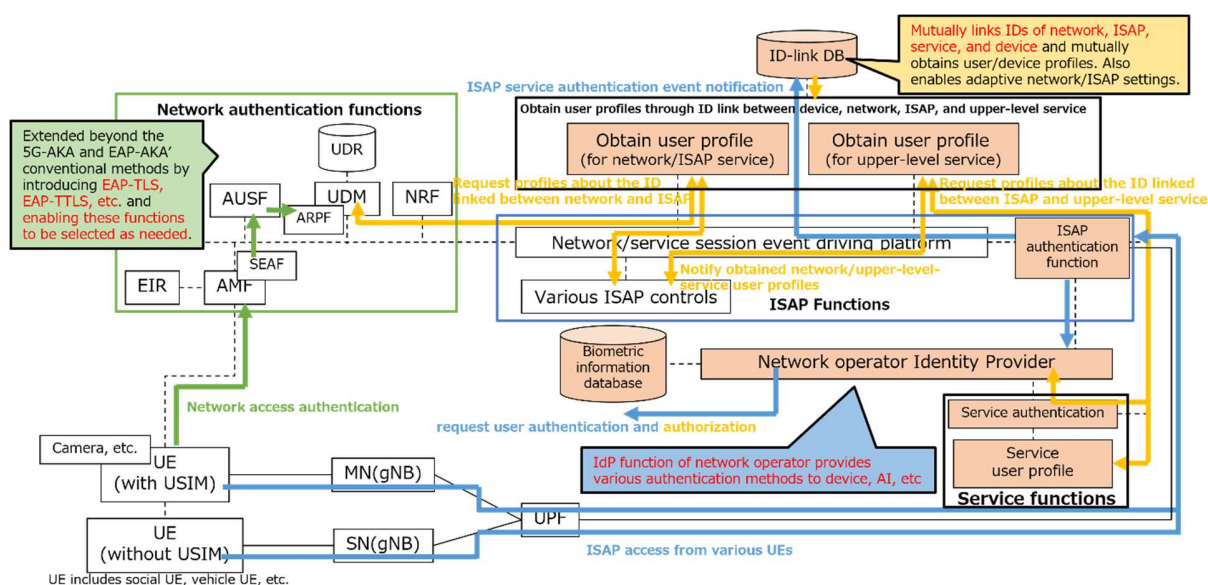 ID-link DB
Mutually links IDs of network, ISAP,
service, and device and mutually
obtains user/device profiles. Also
enables adaptive network/ISAP settings.
ISAP service authentication event notification
Network authentication functions
Obtain user profiles through ID link between device, network, ISAP, and upper-level service
Extended beyond the
5G-AKA and EAP-AKA′
conventional methods by
introducing EAP-TLS,
EAP-TTLS, etc. and
enabling these functions
to be selected as needed.
UDR
Obtain user profile
(for network/ISAP service)
Obtain user profile
(for upper-level service)
AUSF
UDM
NRF
ARPF
Request profiles about the ID
linked between network and ISAP
Request profiles about the ID linked
between ISAP and upper-level service
Network/service session event driving platform
ISAP
authentication
function
SEAF
EIR
AMF
Notify obtained network/upper-level-
service user profiles
Various ISAP controls
ISAP Functions
Biometric
information
database
Network operator Identity Provider
Network access authentication
request user authentication and authorization
Service authentication
Service
user profile
Service functions
IdP function of network operator provides
various authentication methods to device, AI, etc
Camera, etc.
UE
(with USIM)
MN(gNB)
UPF
UE
(without USIM)
SN(gNB)
ISAP access from various UEs
UE includes social UE, vehicle UE, etc.